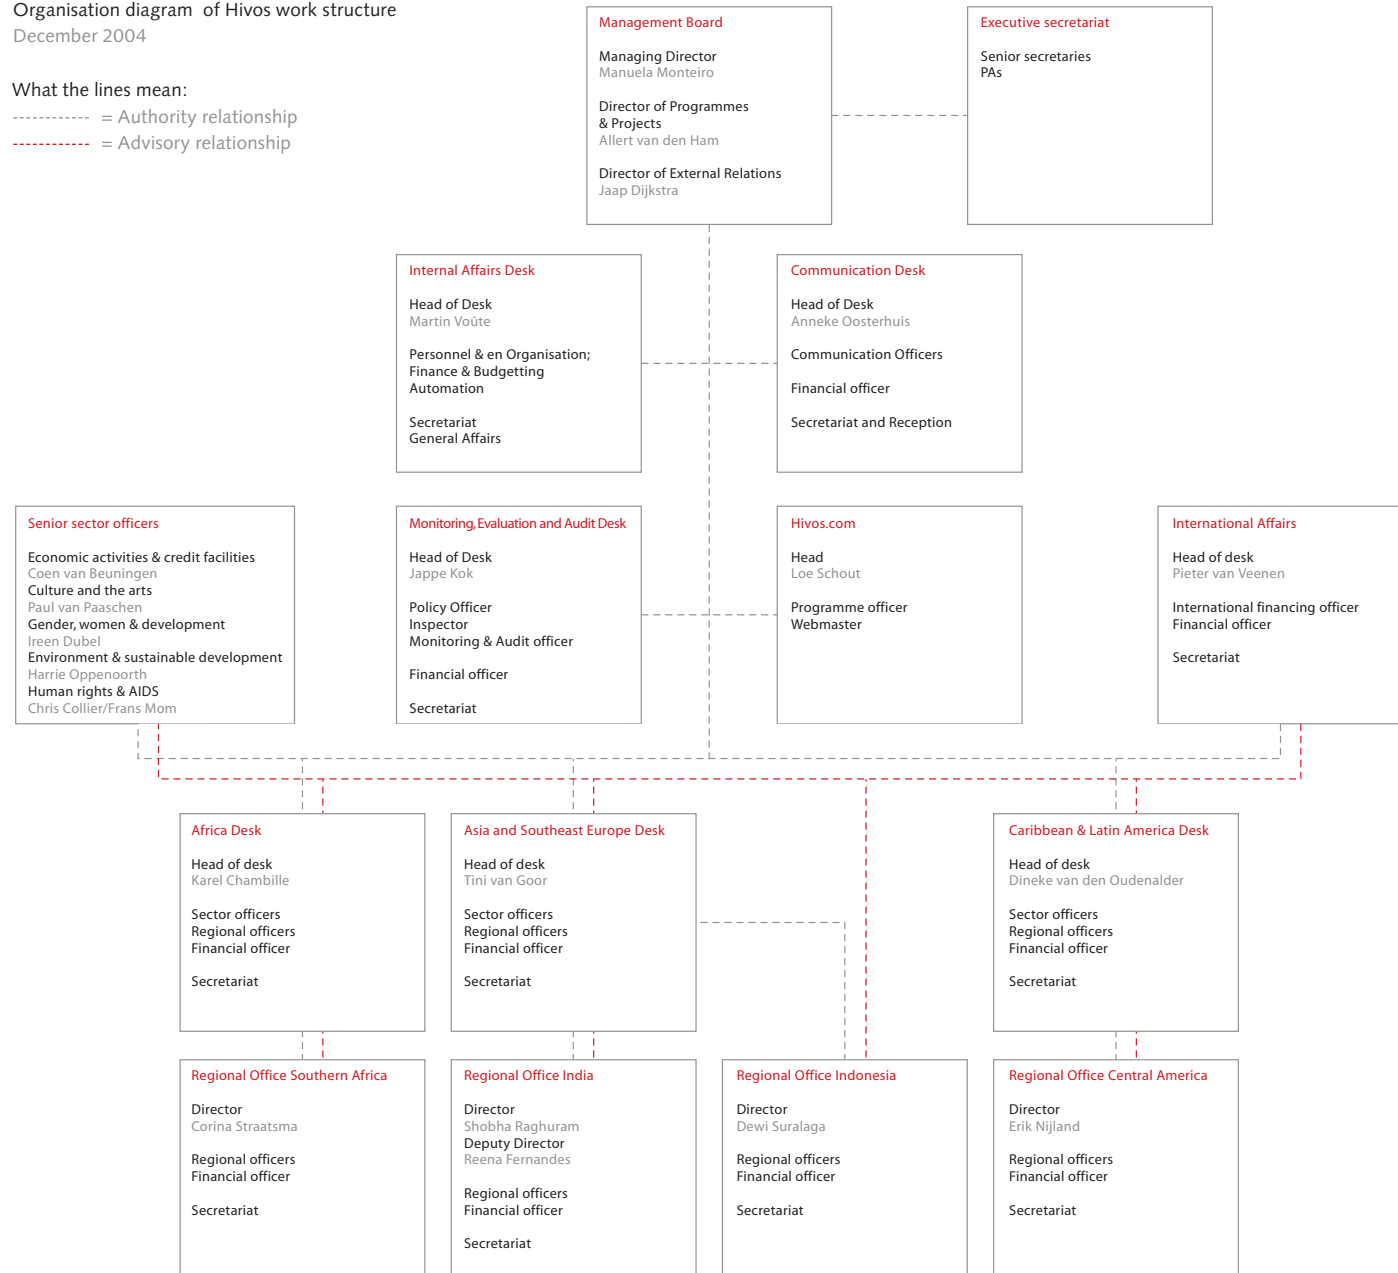 Organisation diagram of Hivos work structure
December 2004
What the lines mean:
= Authority relationship
= Advisory relationship
Management Board
Managing Director
Manuela Monteiro
Director of Programmes
& Projects
Allert van den Ham
Director of External Relations
Jaap Dijkstra
Executive secretariat
Senior secretaries
PAs
Internal Affairs Desk
Head of Desk
Martin Voûte
Personnel & en Organisation;
Finance & Budgetting
Automation
Secretariat
General Affairs
Communication Desk
Head of Desk
Anneke Oosterhuis
Communication Officers
Financial officer
Secretariat and Reception
Senior sector officers
Economic activities & credit facilities
Coen van Beuningen
Culture and the arts
Paul van Paaschen
Gender, women & development
Ireen Dubel
Environment & sustainable development
Harrie Oppenoorth
Human rights & AIDS
Chris Collier/Frans Mom
Monitoring, Evaluation and Audit Desk
Head of Desk
Jappe Kok
Policy Officer
Inspector
Monitoring & Audit officer
Financial officer
Secretariat
Hivos.com
Head
Loe Schout
Programme officer
Webmaster
International Affairs
Head of desk
Pieter van Veenen
International financing officer
Financial officer
Secretariat
Africa Desk
Head of desk
Karel Chambille
Sector officers
Regional officers
Financial officer
Secretariat
Asia and Southeast Europe Desk
Head of desk
Tini van Goor
Sector officers
Regional officers
Financial officer
Secretariat
Caribbean & Latin America Desk
Head of desk
Dineke van den Oudenalder
Sector officers
Regional officers
Financial officer
Secretariat
Regional Office Southern Africa
Director
Corina Straatsma
Regional officers
Financial officer
Secretariat
Regional Office India
Director
Shobha Raghuram
Deputy Director
Reena Fernandes
Regional officers
Financial officer
Secretariat
Regional Office Indonesia
Director
Dewi Suralaga
Regional officers
Financial officer
Secretariat
Regional Office Central America
Director
Erik Nijland
Regional officers
Financial officer
Secretariat